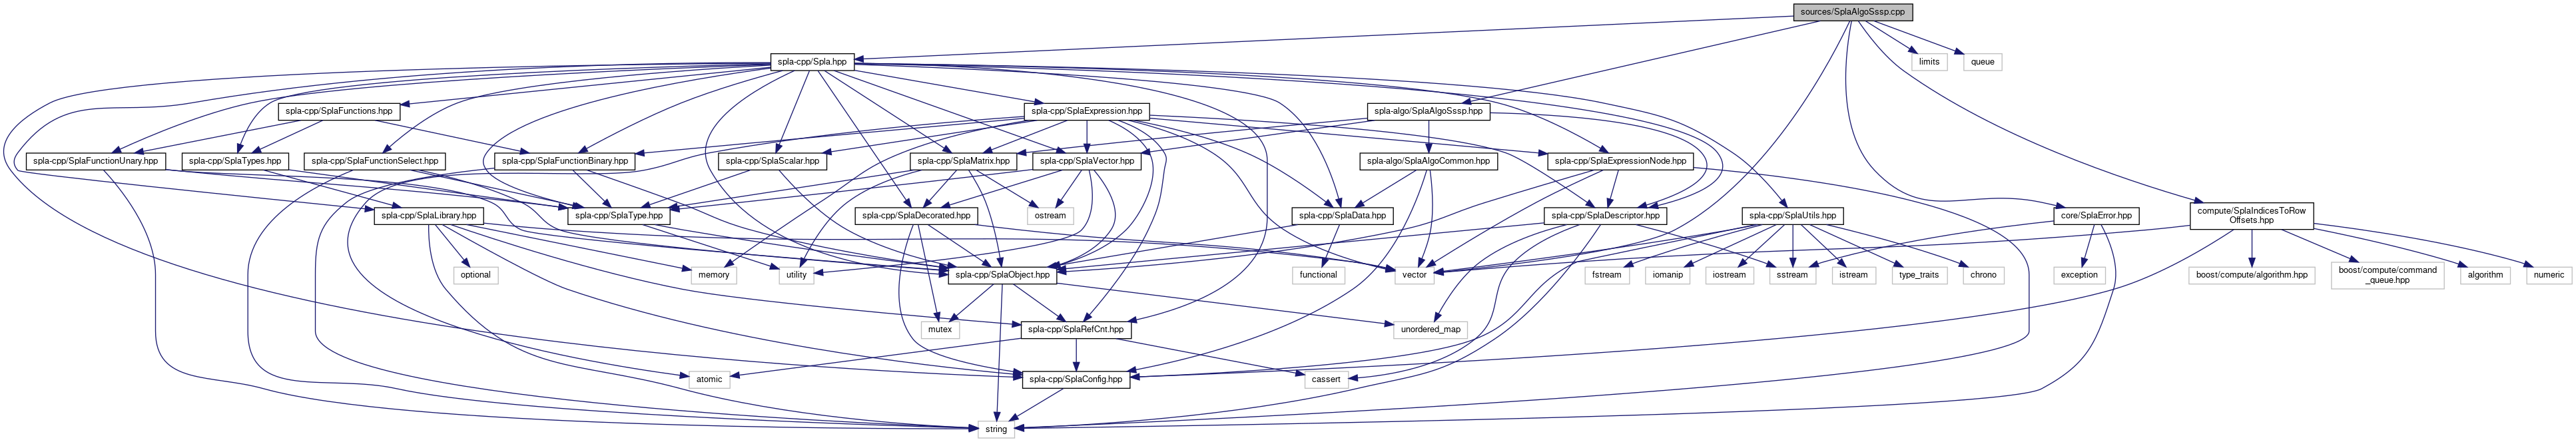 sources/SplaAlgoSssp.cpp
spla-cpp/Spla.hpp
limits
queue
spla-cpp/SplaFunctions.hpp
spla-cpp/SplaExpression.hpp
spla-algo/SplaAlgoSssp.hpp
spla-cpp/SplaFunctionUnary.hpp
spla-cpp/SplaTypes.hpp
spla-cpp/SplaFunctionSelect.hpp
spla-cpp/SplaFunctionBinary.hpp
spla-cpp/SplaScalar.hpp
spla-cpp/SplaMatrix.hpp
spla-cpp/SplaVector.hpp
spla-algo/SplaAlgoCommon.hpp
spla-cpp/SplaExpressionNode.hpp
spla-cpp/SplaLibrary.hpp
spla-cpp/SplaType.hpp
spla-cpp/SplaDecorated.hpp
ostream
spla-cpp/SplaData.hpp
spla-cpp/SplaDescriptor.hpp
spla-cpp/SplaUtils.hpp
core/SplaError.hpp
compute/SplaIndicesToRow
Offsets.hpp
optional
memory
utility
spla-cpp/SplaObject.hpp
functional
vector
fstream
iomanip
iostream
sstream
istream
type_traits
chrono
exception
boost/compute/algorithm.hpp
boost/compute/command
_queue.hpp
algorithm
numeric
mutex
spla-cpp/SplaRefCnt.hpp
unordered_map
atomic
spla-cpp/SplaConfig.hpp
cassert
string